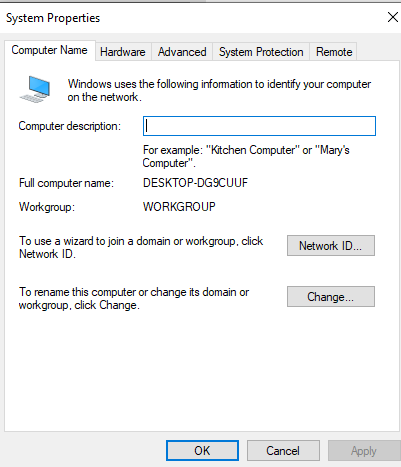 System Properties
Computer Name Hardware Advanced System Protection Remote
Windows uses the following information to identify your computer
on the network.
Computer description:
For example: "Kitchen Computer" or "Mary's
Computer".
Full computer name: DESKTOP-DG9CUUF
Workgroup: WORKGROUP
To use a wizard to join a domain or workgroup, click
Network ID.
Network ID...
To rename this computer or change its domain or
workgroup, click Change.
Change...
OK Cancel Apply